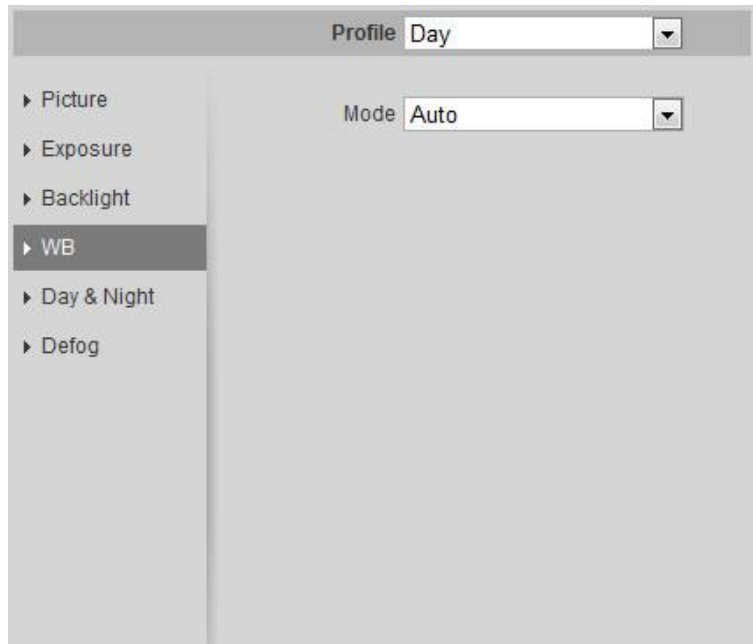 Profile Day
Mode Auto
Picture
Exposure
Backlight
WB
Day & Night
Defog